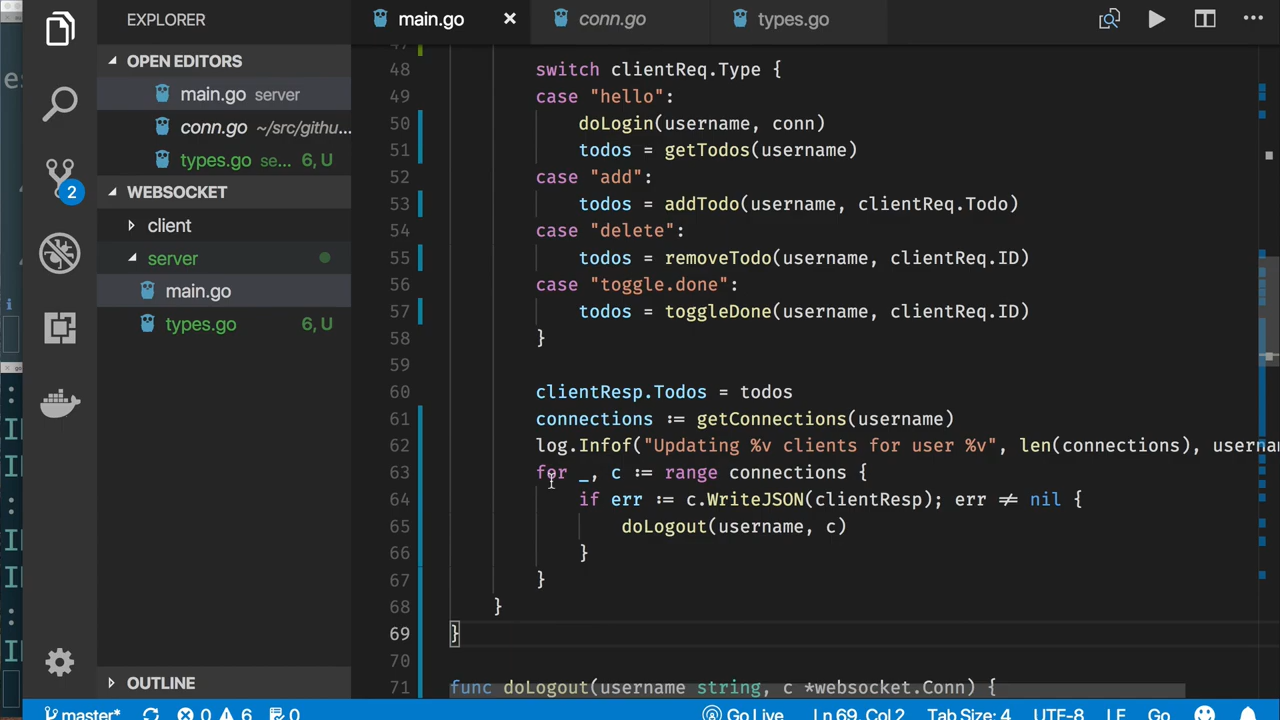 EXPLORER
main.go
conn.go
types.go
OPEN EDITORS
main.go server
conn.go ~/src/githu...
types.go se... 6, U
2
WEBSOCKET
client
server
main.go
types.go 6, U
OUTLINE
48 switch clientReq.Type {
49 case "hello":
50 doLogin(username, conn)
51 todos = getTodos(username)
52 case "add":
53 todos = addTodo(username, clientReq.Todo)
54 case "delete":
55 todos = removeTodo(username, clientReq.ID)
56 case "toggle.done":
57 todos = toggleDone(username, clientReq.ID)
58 }
59
60 clientResp.Todos = todos
61 connections := getConnections(username)
62 log.Infof("Updating %v clients for user %v", len(connections), userna
63 for _, c := range connections {
64 if err := c.WriteJSON(clientResp); err ≠ nil {
65 doLogout(username, c)
66 }
67 }
68 }
69 }
70
71 func doLogout(username string, c *websocket.Conn) {
master* 0 6 0 Go Live Ln 69, Col 2 Tab Size: 4 UTF-8 LF Go